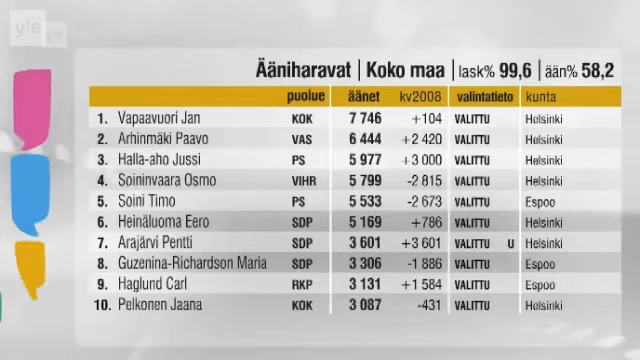 yle
yle
Ääniharavat | Koko maa | lask% 99,6 | ään% 58,2
puolue äänet kv2008 valintatieto kunta
1. Vapaavuori Jan KOK 7 746 +104 VALITTU Helsinki
2. Arhinmäki Paavo VAS 6 444 +2 420 VALITTU Helsinki
3. Halla-aho Jussi PS 5 977 +3 000 VALITTU Helsinki
4. Soininvaara Osmo VIHR 5 799 -2 815 VALITTU Helsinki
5. Soini Timo PS 5 533 -2 673 VALITTU Espoo
6. Heinäluoma Eero SDP 5 169 +786 VALITTU Helsinki
7. Arajärvi Pentti SDP 3 601 +3 601 VALITTU U Helsinki
8. Guzenina-Richardson Maria SDP 3 306 -1 886 VALITTU Espoo
9. Haglund Carl RKP 3 131 +1 584 VALITTU Espoo
10. Pelkonen Jaana KOK 3 087 -431 VALITTU Helsinki